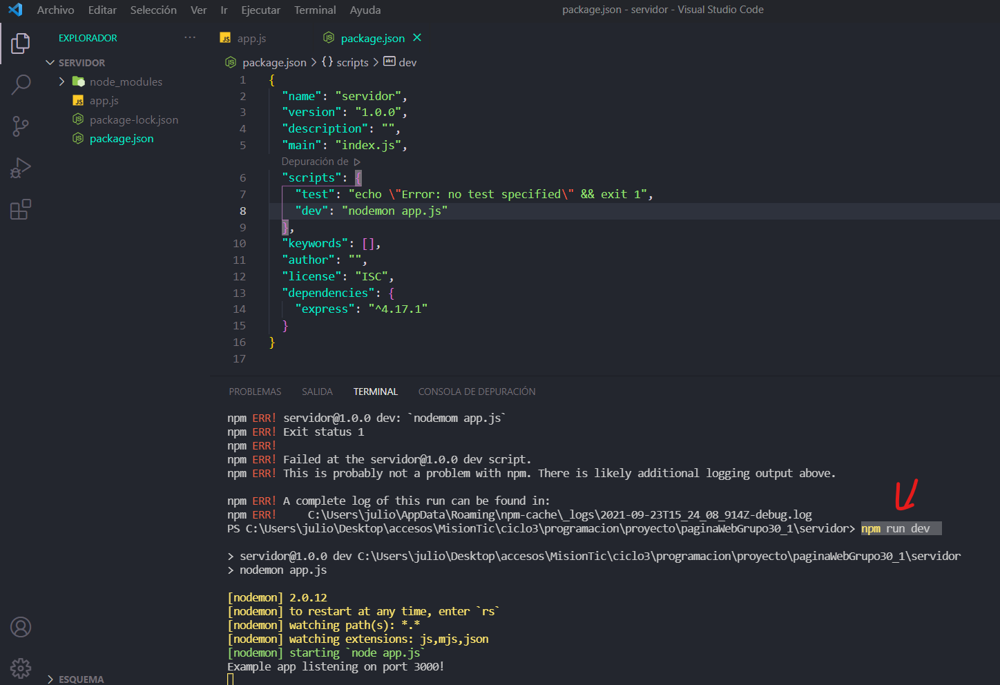 Archivo Editar Selección Ver Ir Ejecutar Terminal Ayuda
package.json - servidor - Visual Studio Code
EXPLORADOR ···
SERVIDOR
node_modules
JS app.js
package-lock.json
package.json
JS app.js
package.json
package.json > {} scripts > abc dev
1 {
2 "name": "servidor",
3 "version": "1.0.0",
4 "description": "",
5 "main": "index.js",
Depuración de
6 "scripts": {
7 "test": "echo \"Error: no test specified\" && exit 1",
8 "dev": "nodemon app.js"
9 },
10 "keywords": [],
11 "author": "",
12 "license": "ISC",
13 "dependencies": {
14 "express": "^4.17.1"
15 }
16 }
17
PROBLEMAS SALIDA TERMINAL CONSOLA DE DEPURACIÓN
npm ERR! servidor@1.0.0 dev: `nodemom app.js`
npm ERR! Exit status 1
npm ERR!
npm ERR! Failed at the servidor@1.0.0 dev script.
npm ERR! This is probably not a problem with npm. There is likely additional logging output above.
npm ERR! A complete log of this run can be found in:
npm ERR! C:\Users\julio\AppData\Roaming\npm-cache\_logs\2021-09-23T15_24_08_914Z-debug.log
PS C:\Users\julio\Desktop\accesos\MisionTic\ciclo3\programacion\proyecto\paginaWebGrupo30_1\servidor> npm run dev
> servidor@1.0.0 dev C:\Users\julio\Desktop\accesos\MisionTic\ciclo3\programacion\proyecto\paginaWebGrupo30_1\servidor
> nodemon app.js
[nodemon] 2.0.12
[nodemon] to restart at any time, enter `rs`
[nodemon] watching path(s): *.*
[nodemon] watching extensions: js,mjs,json
[nodemon] starting `node app.js`
Example app listening on port 3000!
ESQUEMA